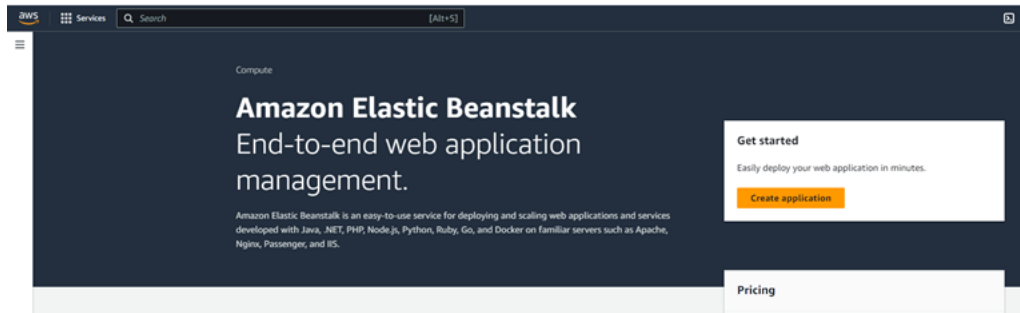 aws Services Search [Alt+S]
Compute
Amazon Elastic Beanstalk
End-to-end web application
management.
Amazon Elastic Beanstalk is an easy-to-use service for deploying and scaling web applications and services
developed with Java, .NET, PHP, Node.js, Python, Ruby, Go, and Docker on familiar servers such as Apache,
Nginx, Passenger, and IIS.
Get started
Easily deploy your web application in minutes.
Create application
Pricing